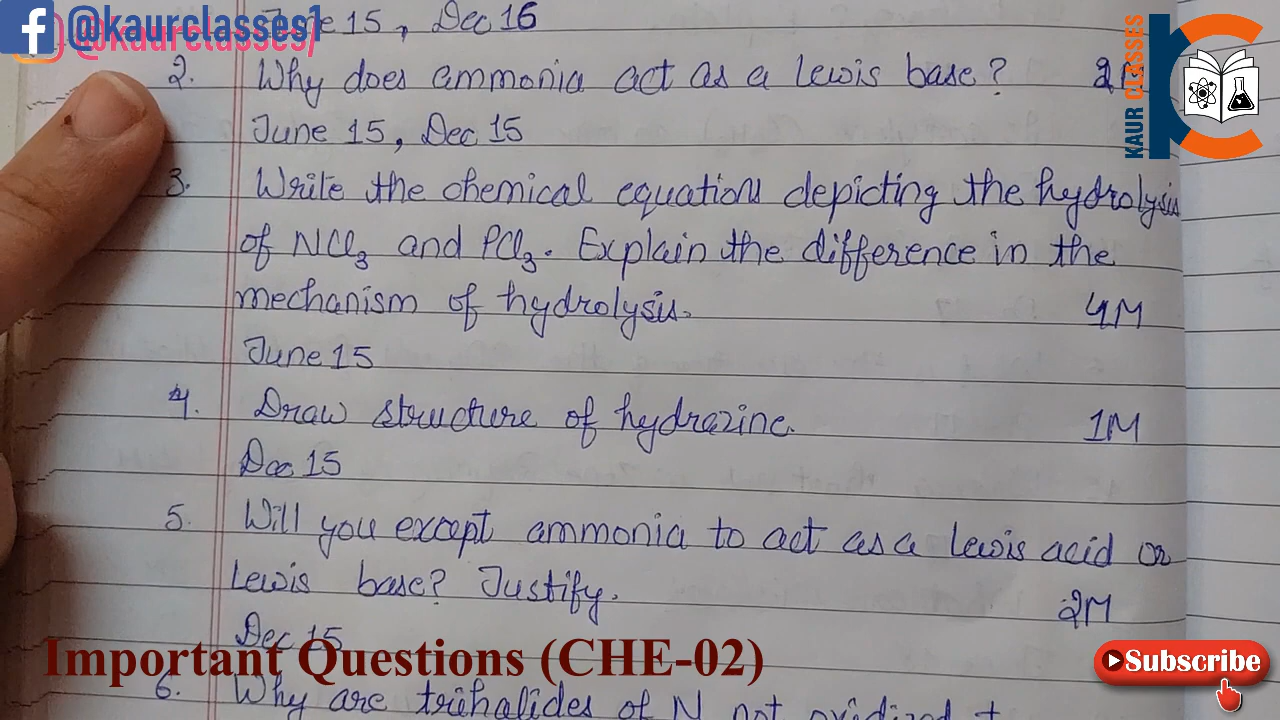 @kaurclasses1
@kaurclasses1
June 15, Dec 16
2. Why does ammonia act as a lewis base? 2M
June 15, Dec 15
3. Write the chemical equations depicting the hydrolysis
of NCl3 and PCl3. Explain the difference in the
mechanism of hydrolysis. 4M
June 15
4. Draw structure of hydrazine. 1M
Dec 15
5. Will you except ammonia to act as a lewis acid or
Lewis base? Justify. 2M
Dec 15
Important Questions (CHE-02)
6. Why are trihalides of N not oxidized
KAUR CLASSES
Subscribe